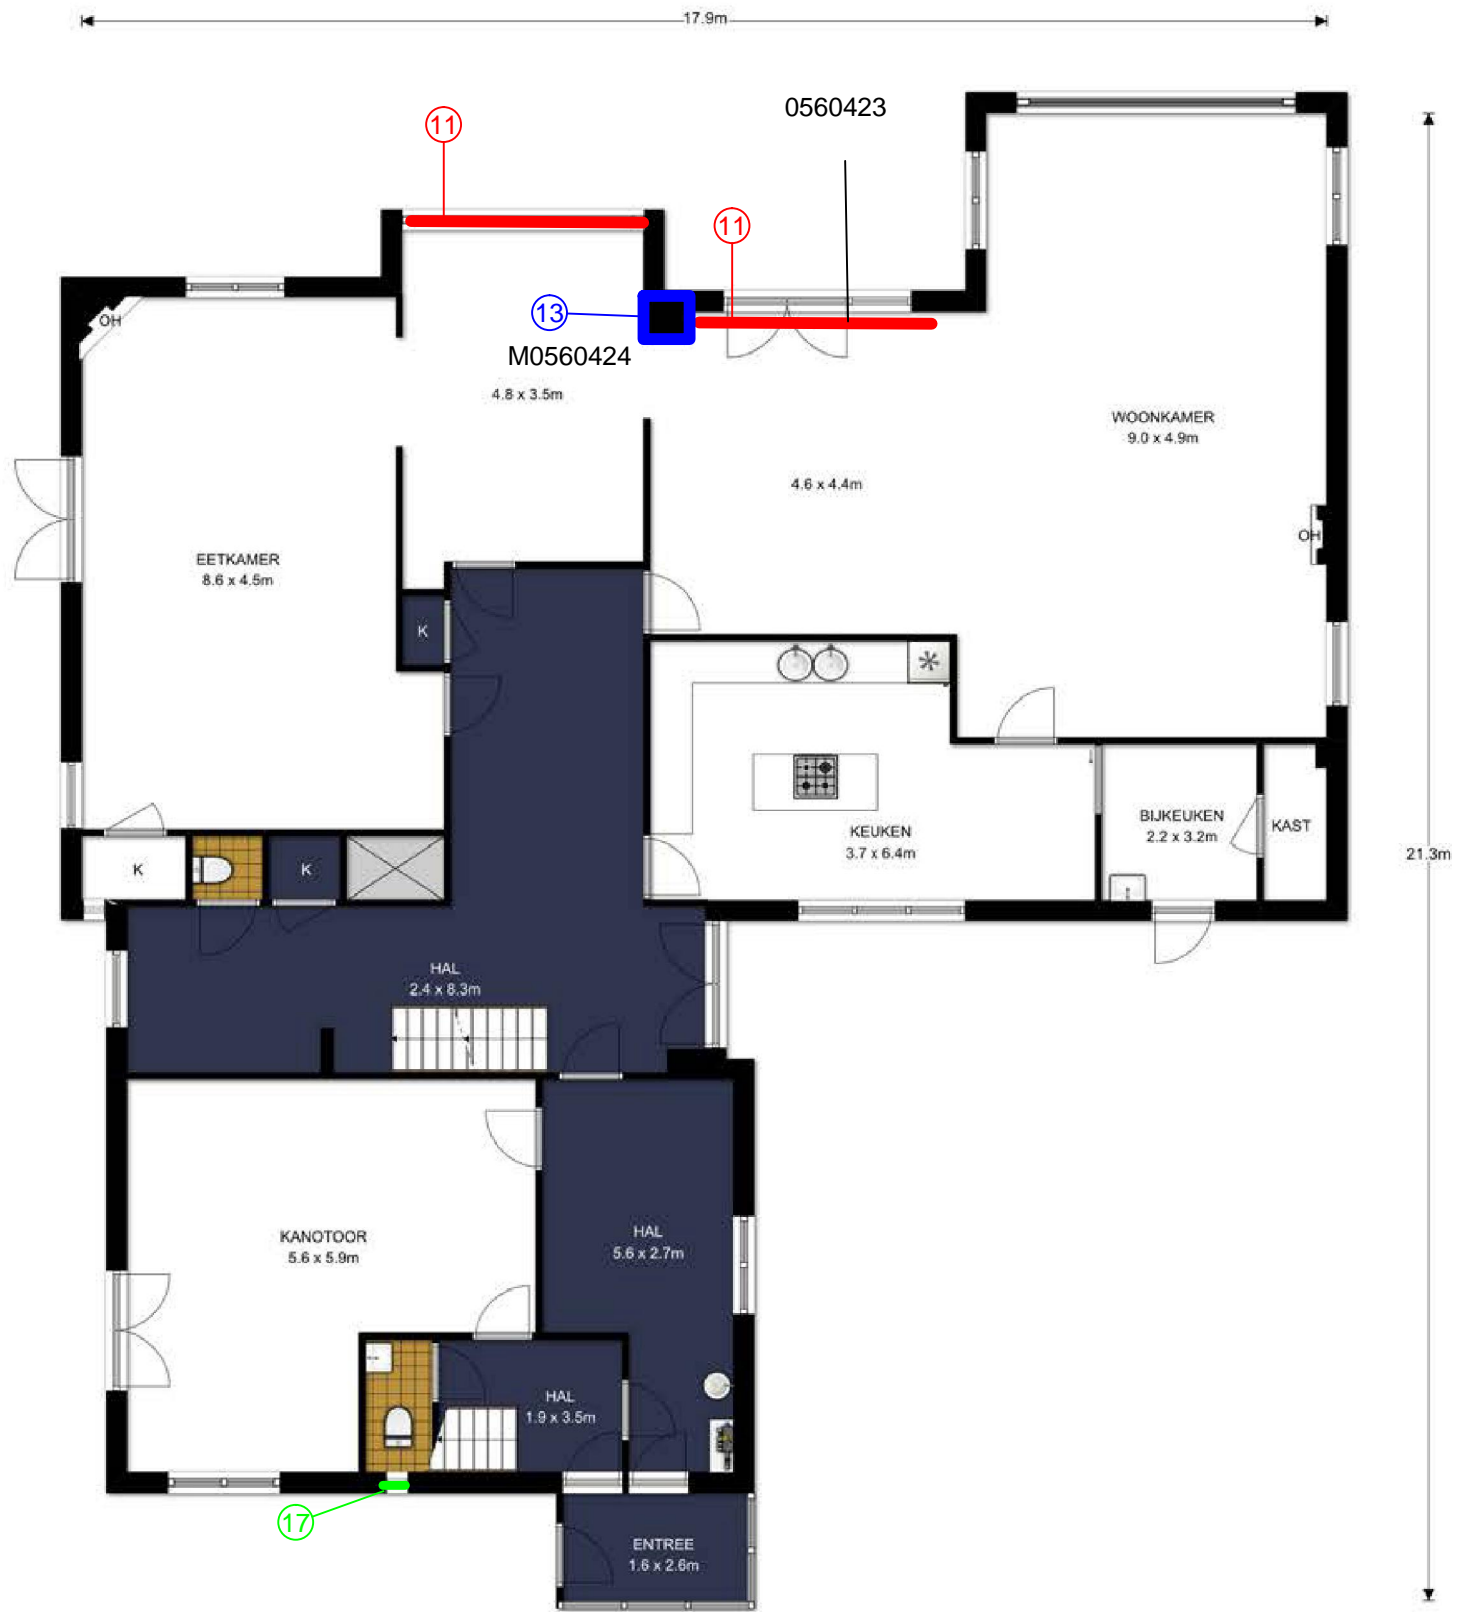 17.9m
0560423
11
11
13
OH
M0560424
4.8 x 3.5m
WOONKAMER
9.0 x 4.9m
4.6 x 4.4m
OH
EETKAMER
8.6 x 4.5m
K
BIJKEUKEN
2.2 x 3.2m
KAST
KEUKEN
3.7 x 6.4m
21.3m
K
K
HAL
2.4 x 8.3m
KANOTOOR
5.6 x 5.9m
HAL
5.6 x 2.7m
HAL
1.9 x 3.5m
17
ENTREE
1.6 x 2.6m